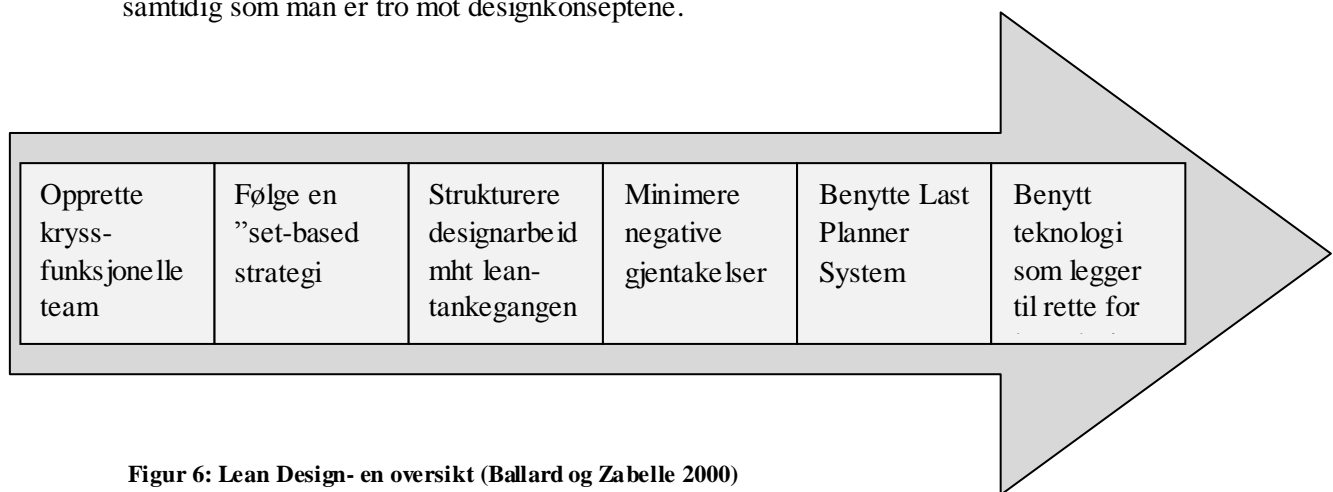 samtidig som man er tro mot designkonseptene.
Opprette
kryss-
funksjonelle
team
Følge en
”set-based
strategi
Strukturere
designarbeid
mht lean-
tankegangen
Minimere
negative
gjentakelser
Benytte Last
Planner
System
Benytt
teknologi
som legger
til rette for
Figur 6: Lean Design- en oversikt (Ballard og Zabelle 2000)